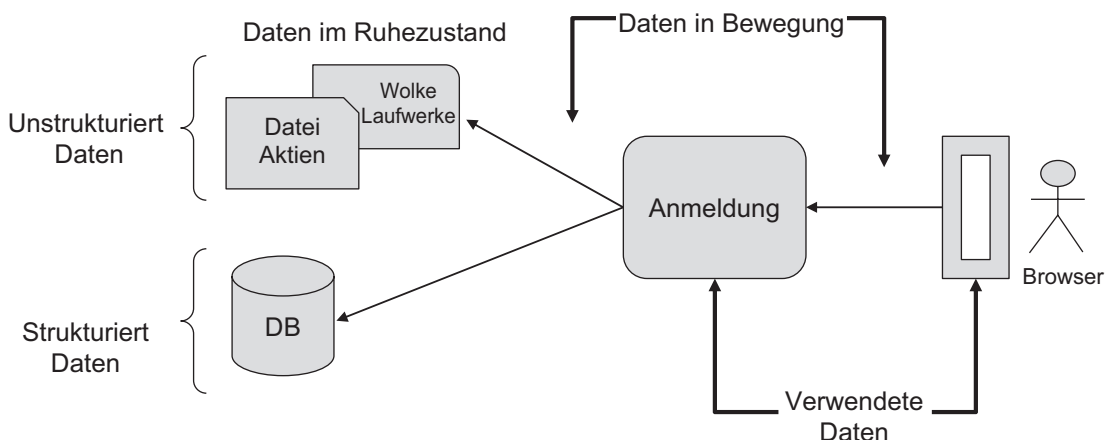 Daten im Ruhezustand
Daten in Bewegung
Unstrukturiert
Daten
Wolke
Laufwerke
Datei
Aktien
Anmeldung
Browser
Strukturiert
Daten
DB
Verwendete
Daten